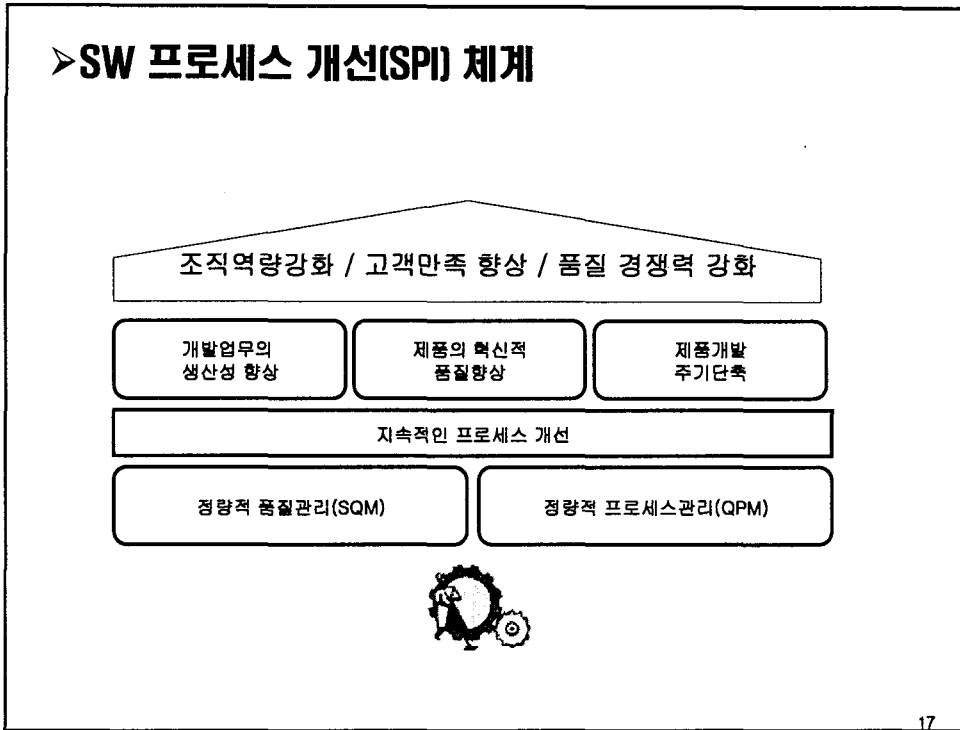 ➢SW 프로세스 개선(SPI) 체계
조직역량강화 / 고객만족 향상 / 품질 경쟁력 강화
개발업무의
생산성 향상
제품의 혁신적
품질향상
제품개발
주기단축
지속적인 프로세스 개선
정량적 품질관리(SQM)
정량적 프로세스관리(QPM)
17